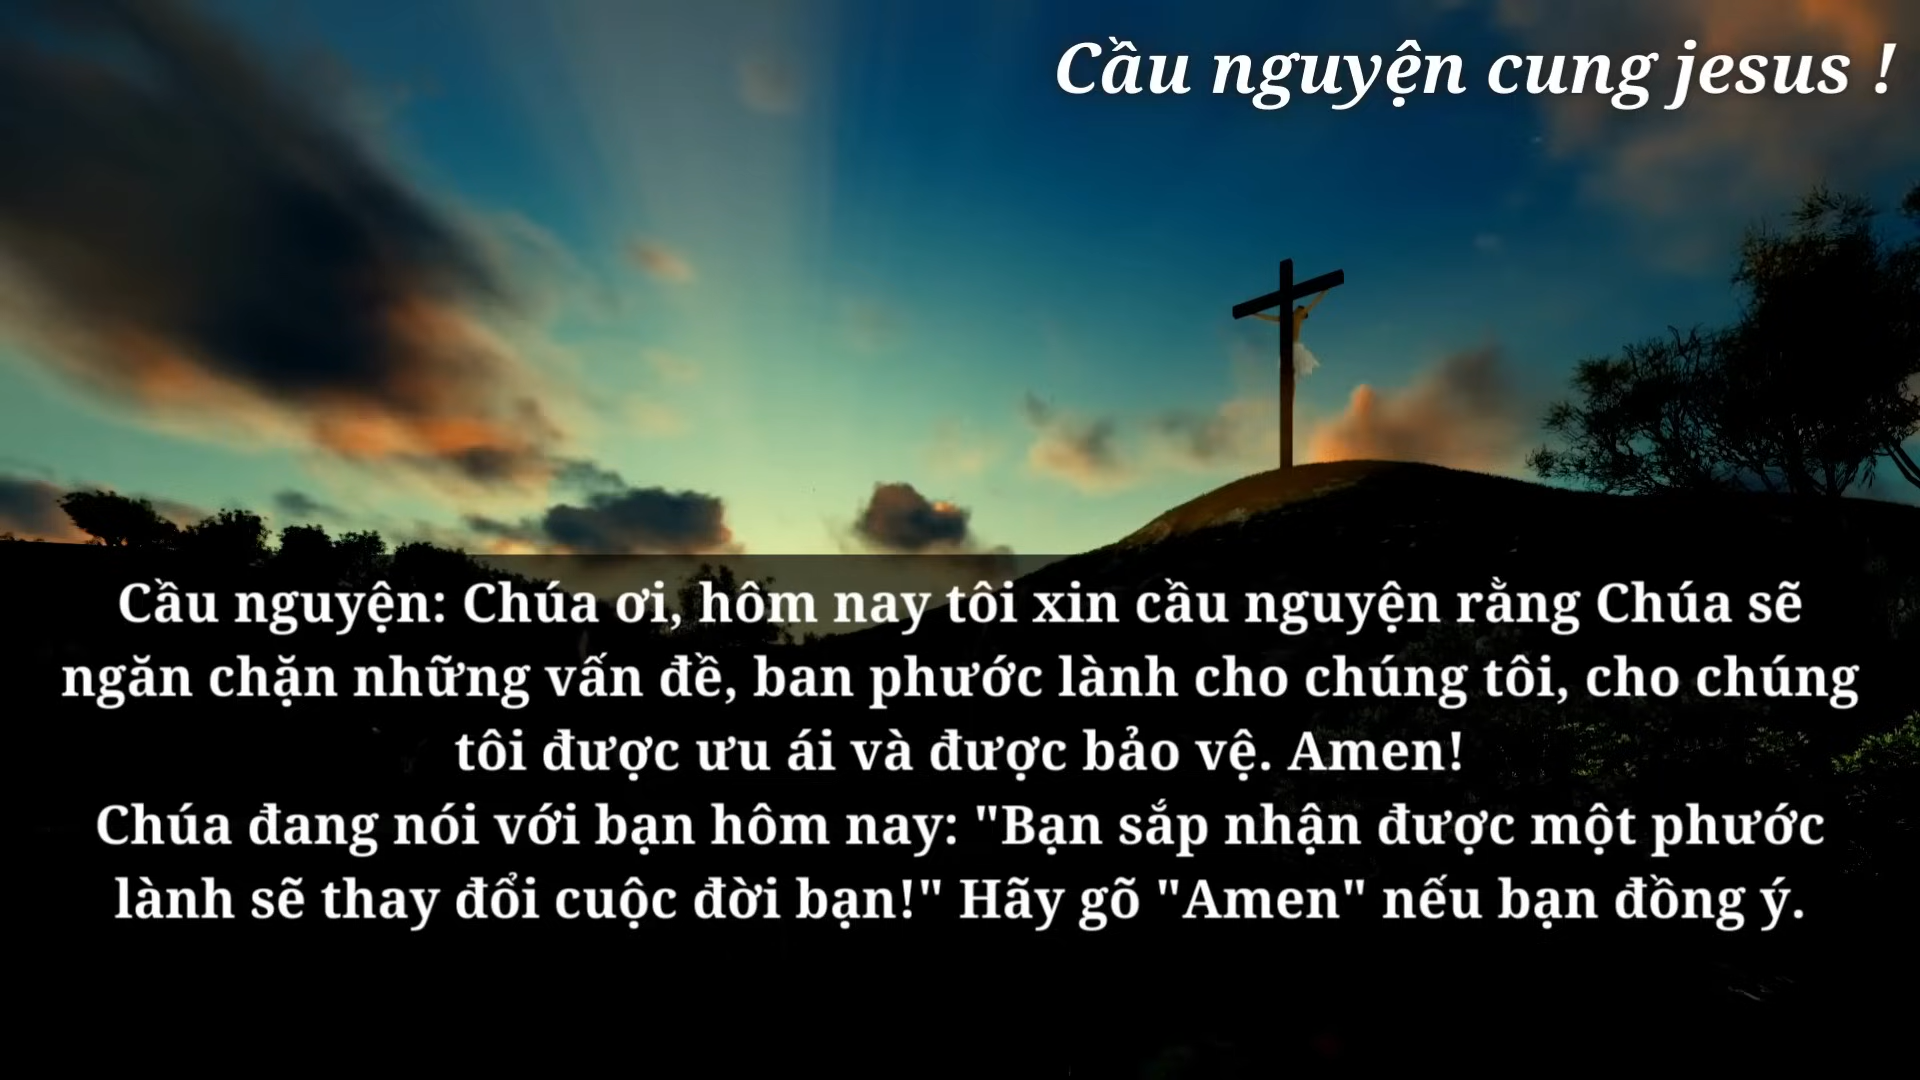 Cầu nguyện cung jesus !
Cầu nguyện: Chúa ơi, hôm nay tôi xin cầu nguyện rằng Chúa sẽ
ngăn chặn những vấn đề, ban phước lành cho chúng tôi, cho chúng
tôi được ưu ái và được bảo vệ. Amen!
Chúa đang nói với bạn hôm nay: "Bạn sắp nhận được một phước
lành sẽ thay đổi cuộc đời bạn!" Hãy gõ "Amen" nếu bạn đồng ý.